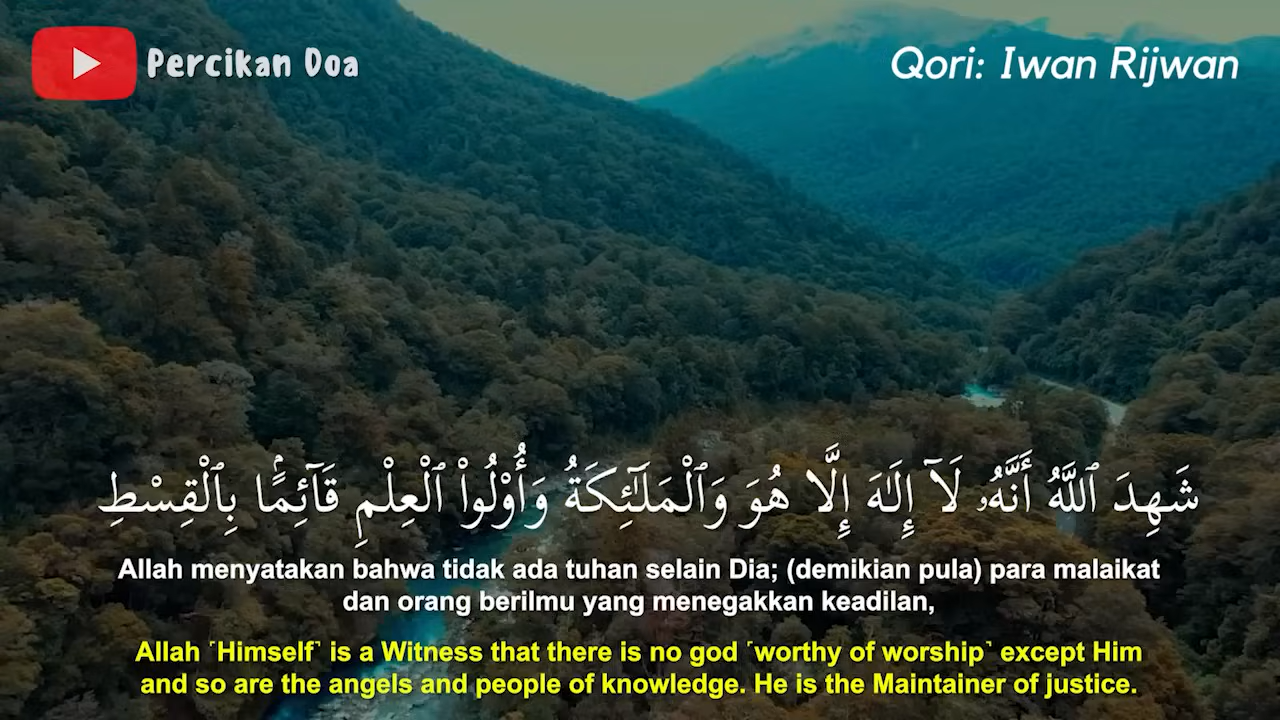 Percikan Doa
Qori: Iwan Rijwan
شَهِدَ ٱللَّهُ أَنَّهُۥ لَآ إِلَـٰهَ إِلَّا هُوَ وَٱلْمَلَـٰٓئِكَةُ وَأُو۟لُوا۟ ٱلْعِلْمِ قَآئِمًۢا بِٱلْقِسْطِ
Allah menyatakan bahwa tidak ada tuhan selain Dia; (demikian pula) para malaikat
dan orang berilmu yang menegakkan keadilan,
Allah ˹Himself˺ is a Witness that there is no god ˹worthy of worship˺ except Him
and so are the angels and people of knowledge. He is the Maintainer of justice.